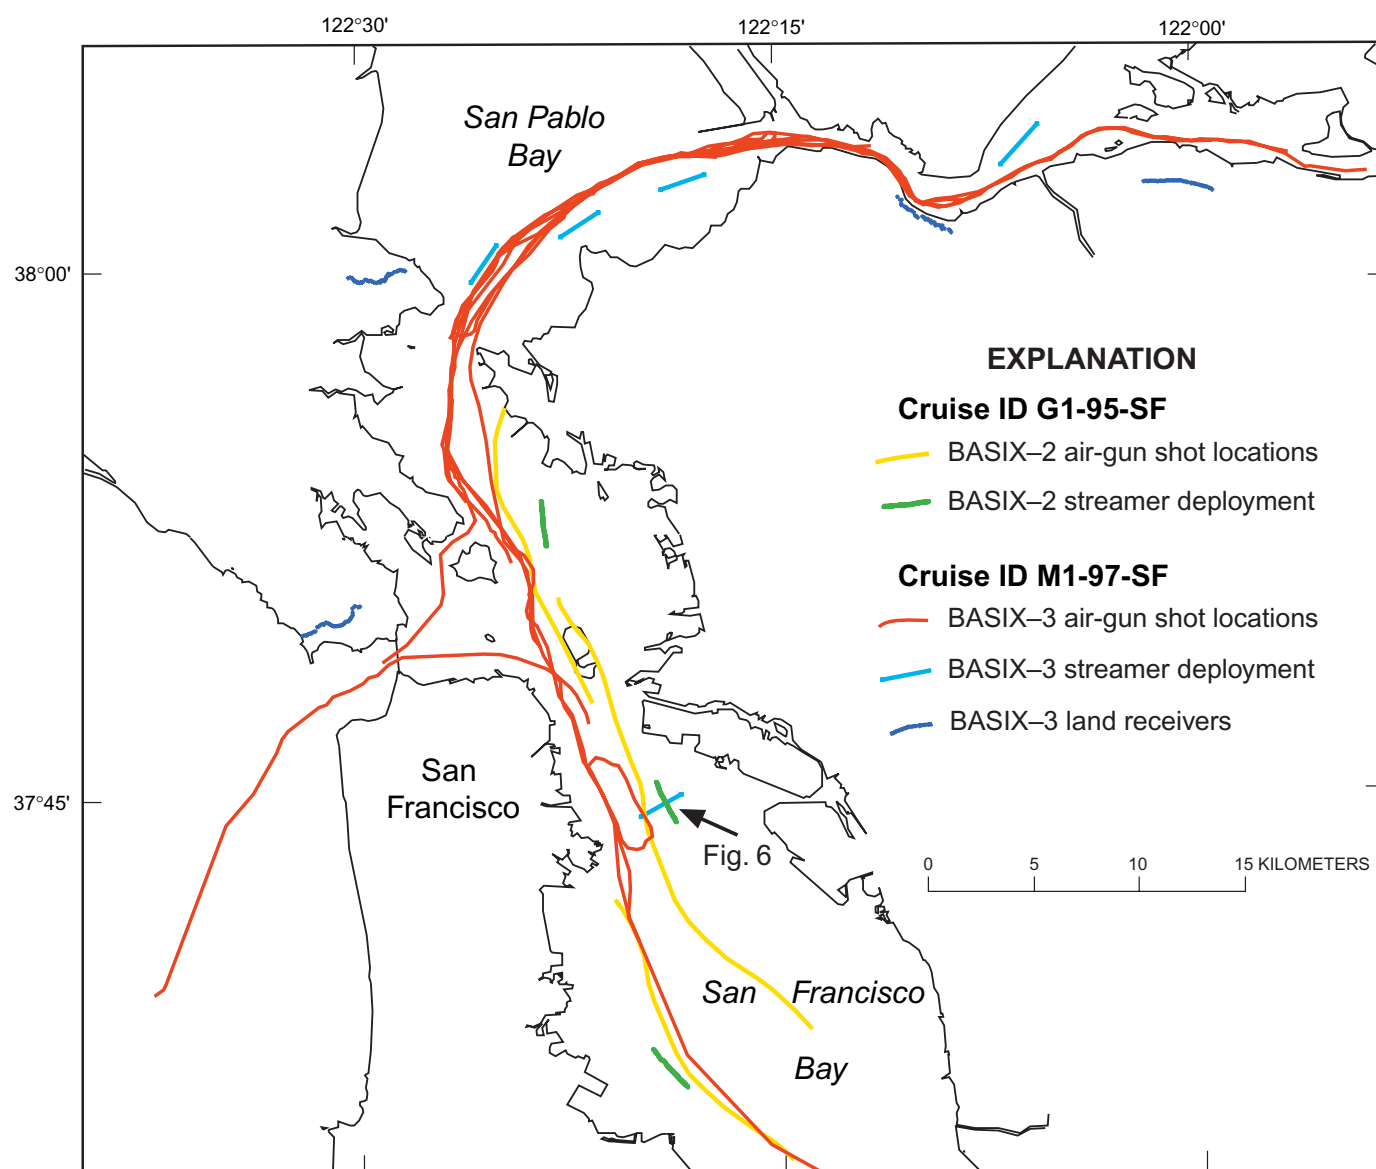 122°30'
122°15'
122°00'
San Pablo
Bay
38°00'
EXPLANATION
Cruise ID G1-95-SF
BASIX–2 air-gun shot locations
BASIX–2 streamer deployment
Cruise ID M1-97-SF
BASIX–3 air-gun shot locations
BASIX–3 streamer deployment
BASIX–3 land receivers
San
Francisco
37°45'
Fig. 6
0 5 10 15 KILOMETERS
San Francisco
Bay